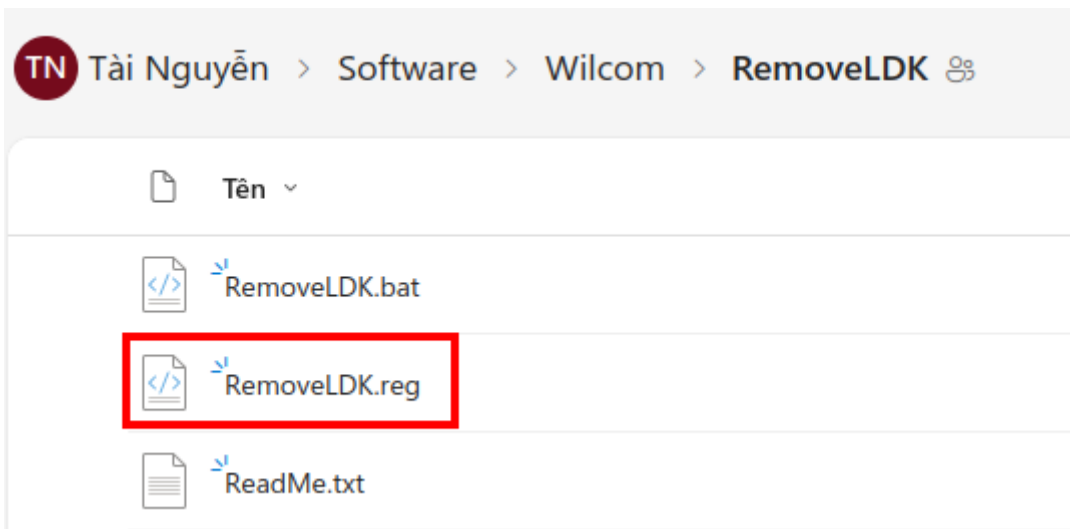 TN Tài Nguyễn > Software > Wilcom > RemoveLDK
Tên
RemoveLDK.bat
RemoveLDK.reg
ReadMe.txt